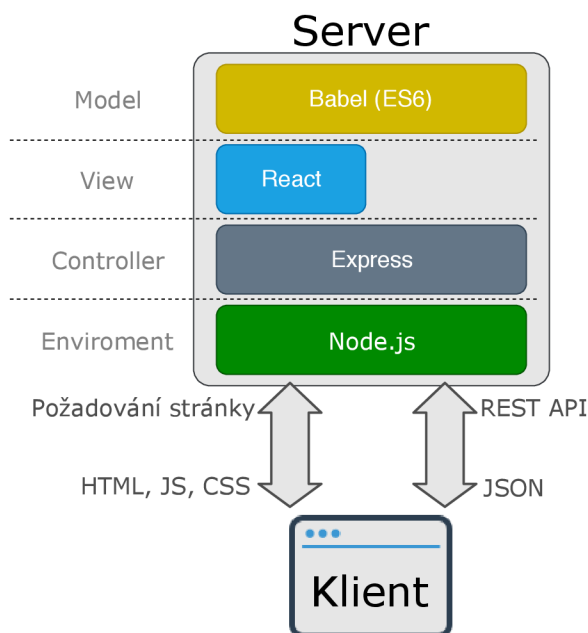 Server
Model
Babel (ES6)
View
React
Controller
Express
Enviroment
Node.js
Požadování stránky
REST API
HTML, JS, CSS
JSON
Klient